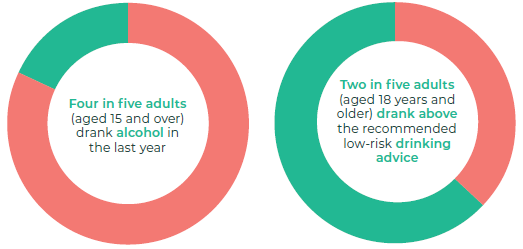 Four in five adults
(aged 15 and over)
drank alcohol in
the last year
Two in five adults
(aged 18 years and
older) drank above
the recommended
low-risk drinking
advice